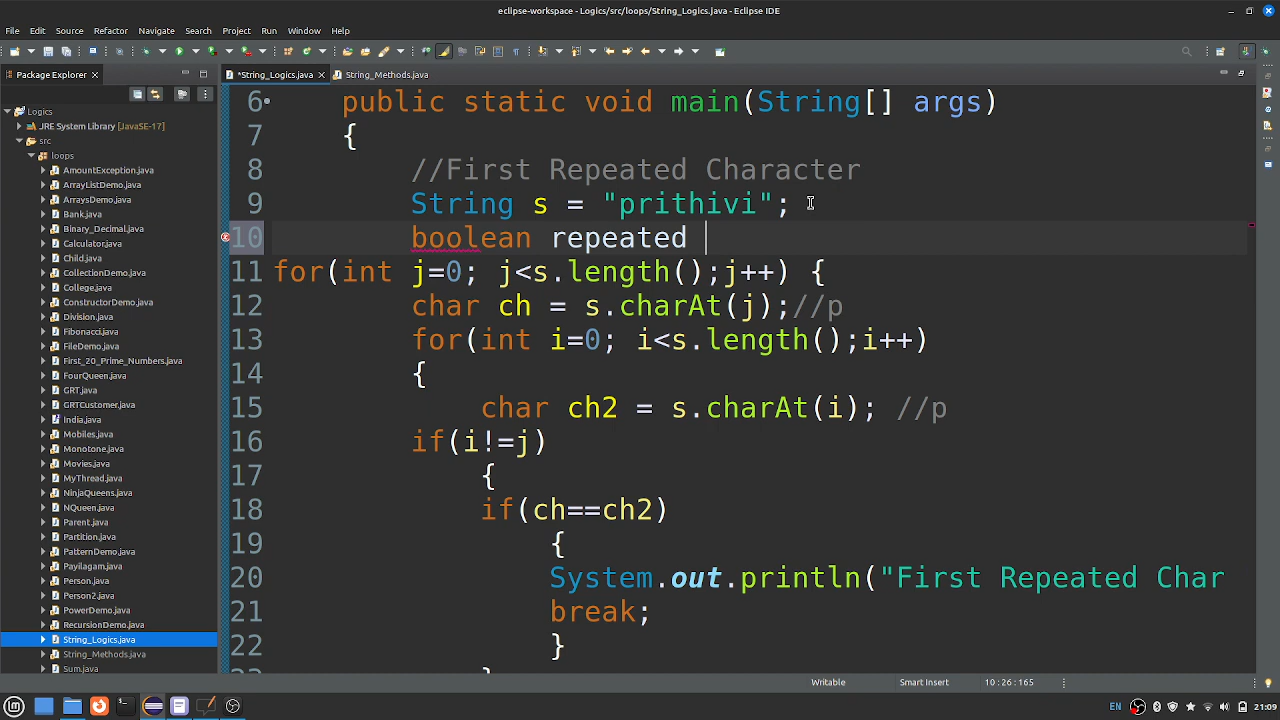 eclipse-workspace - Logics/src/loops/String_Logics.java - Eclipse IDE
File Edit Source Refactor Navigate Search Project Run Window Help
Package Explorer
*String_Logics.java
String_Methods.java
Logics
JRE System Library [JavaSE-17]
src
loops
AmountException.java
ArrayListDemo.java
ArraysDemo.java
Bank.java
Binary_Decimal.java
Calculator.java
Child.java
CollectionDemo.java
College.java
ConstructorDemo.java
Division.java
Fibonacci.java
FileDemo.java
First_20_Prime_Numbers.java
FourQueen.java
GRT.java
GRTCustomer.java
India.java
Mobiles.java
Monotone.java
Movies.java
MyThread.java
NinjaQueens.java
NQueen.java
Parent.java
Partition.java
PatternDemo.java
Payilagam.java
Person.java
Person2.java
PowerDemo.java
RecursionDemo.java
String_Logics.java
String_Methods.java
Sum.java
6 public static void main(String[] args)
7 {
8 //First Repeated Character
9 String s = "prithivi";
10 boolean repeated
11 for(int j=0; j<s.length();j++) {
12 char ch = s.charAt(j);//p
13 for(int i=0; i<s.length();i++)
14 {
15 char ch2 = s.charAt(i); //p
16 if(i!=j)
17 {
18 if(ch==ch2)
19 {
20 System.out.println("First Repeated Char
21 break;
22 }
23 }
Writable Smart Insert 10 : 26 : 165
EN 21:09